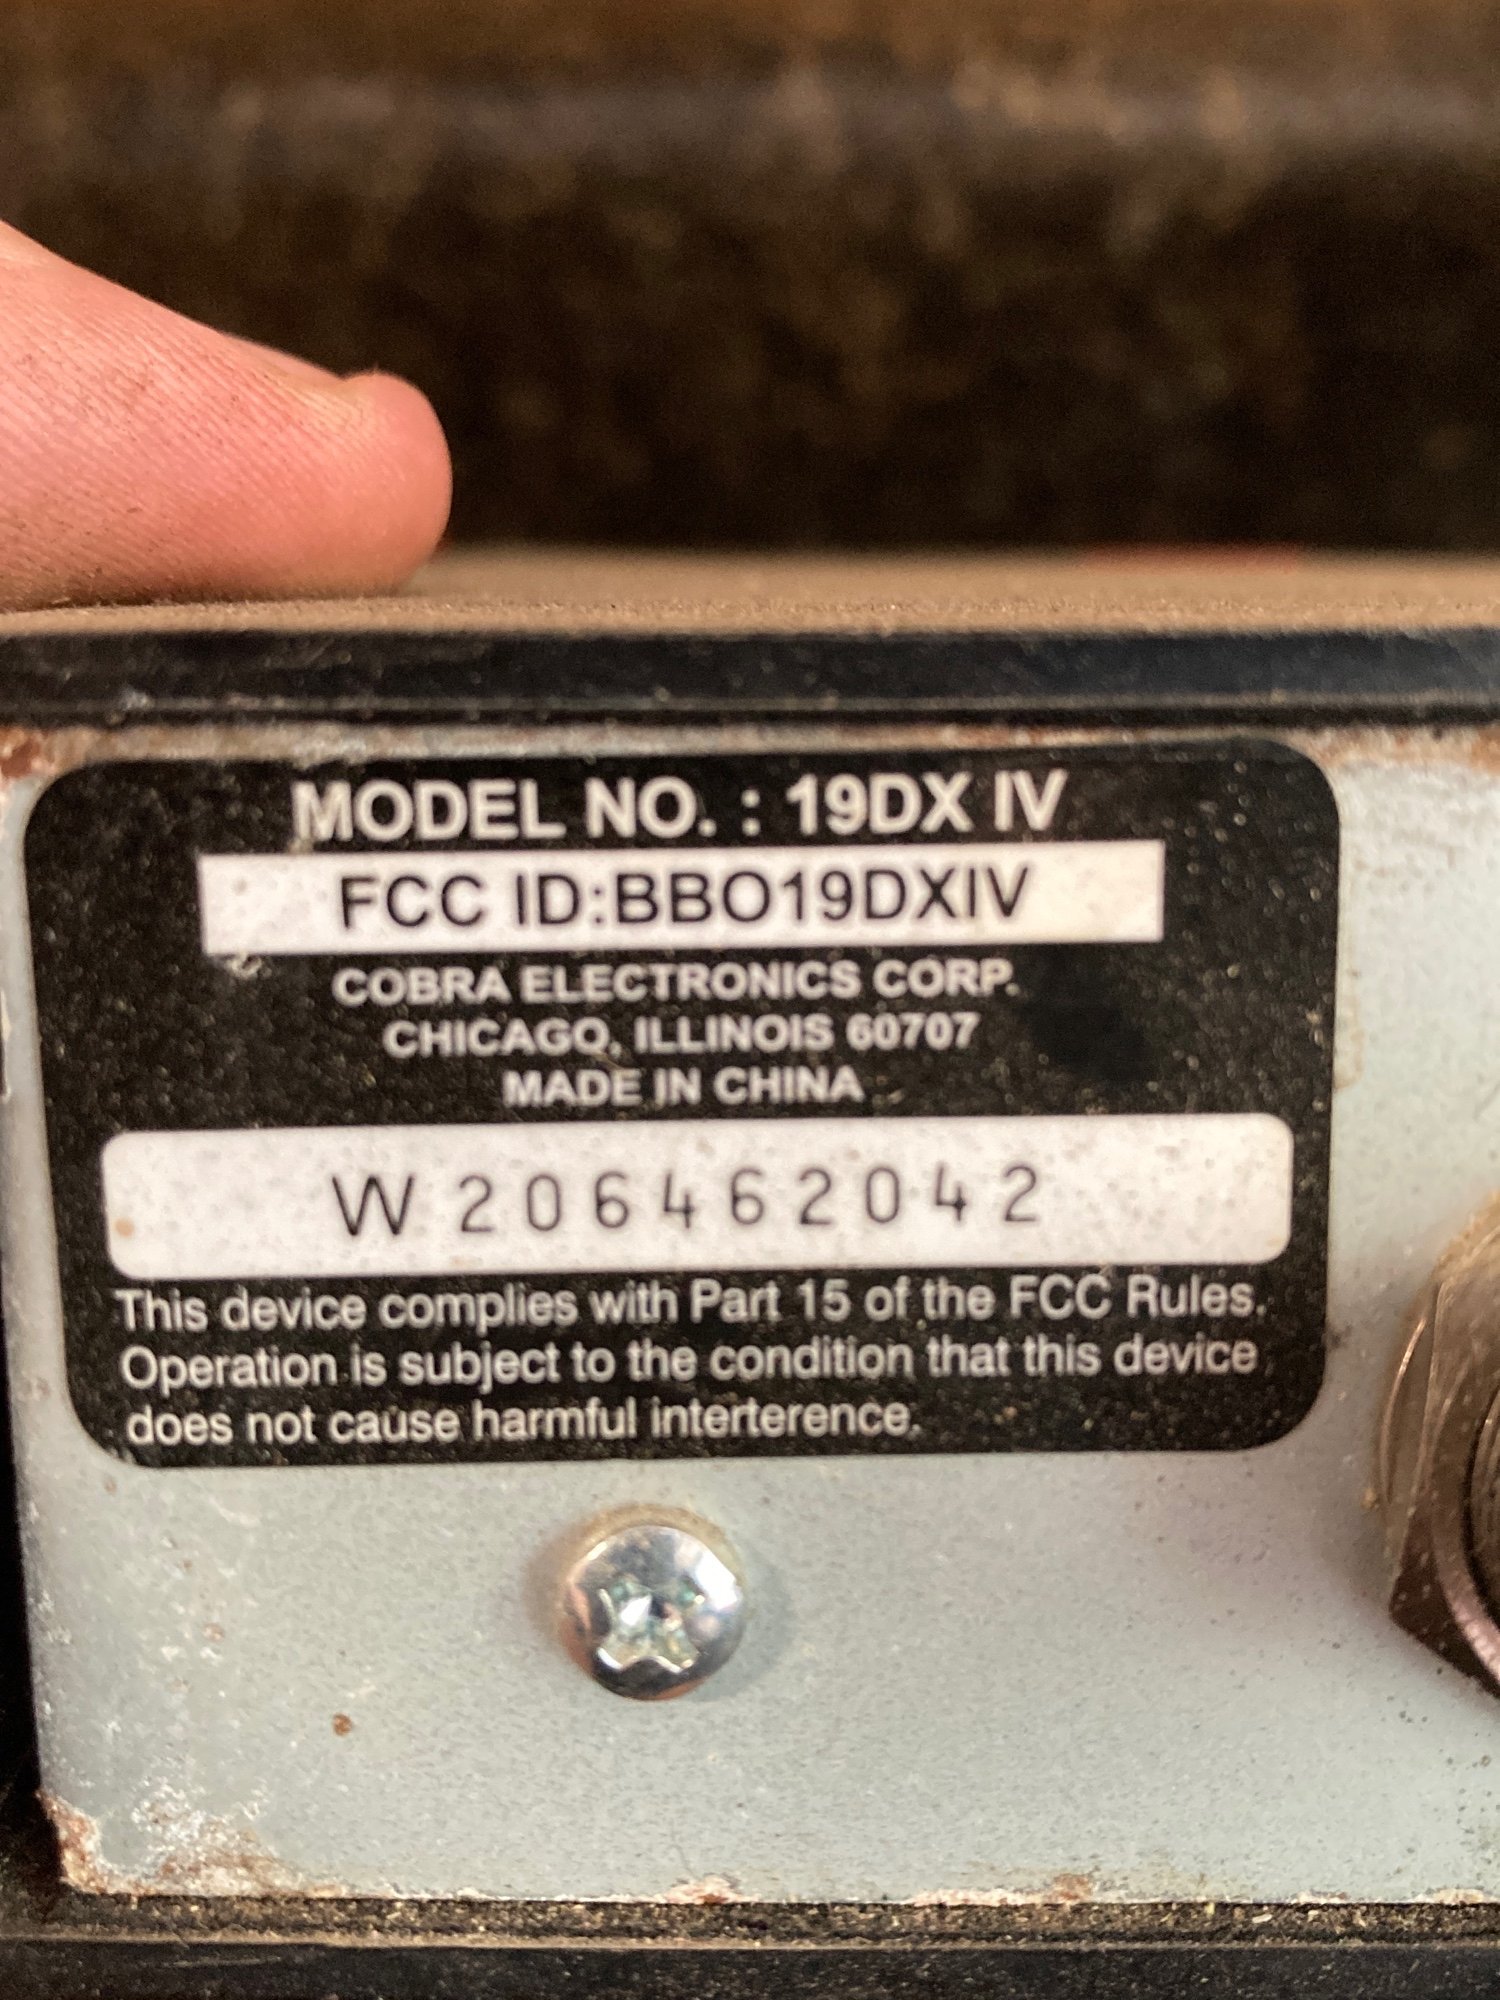 MODEL NO. : 19DX IV
FCC ID:BBO19DXIV
COBRA ELECTRONICS CORP.
CHICAGO, ILLINOIS 60707
MADE IN CHINA
W206462042
This device complies with Part 15 of the FCC Rules.
Operation is subject to the condition that this device
does not cause harmful interterence.